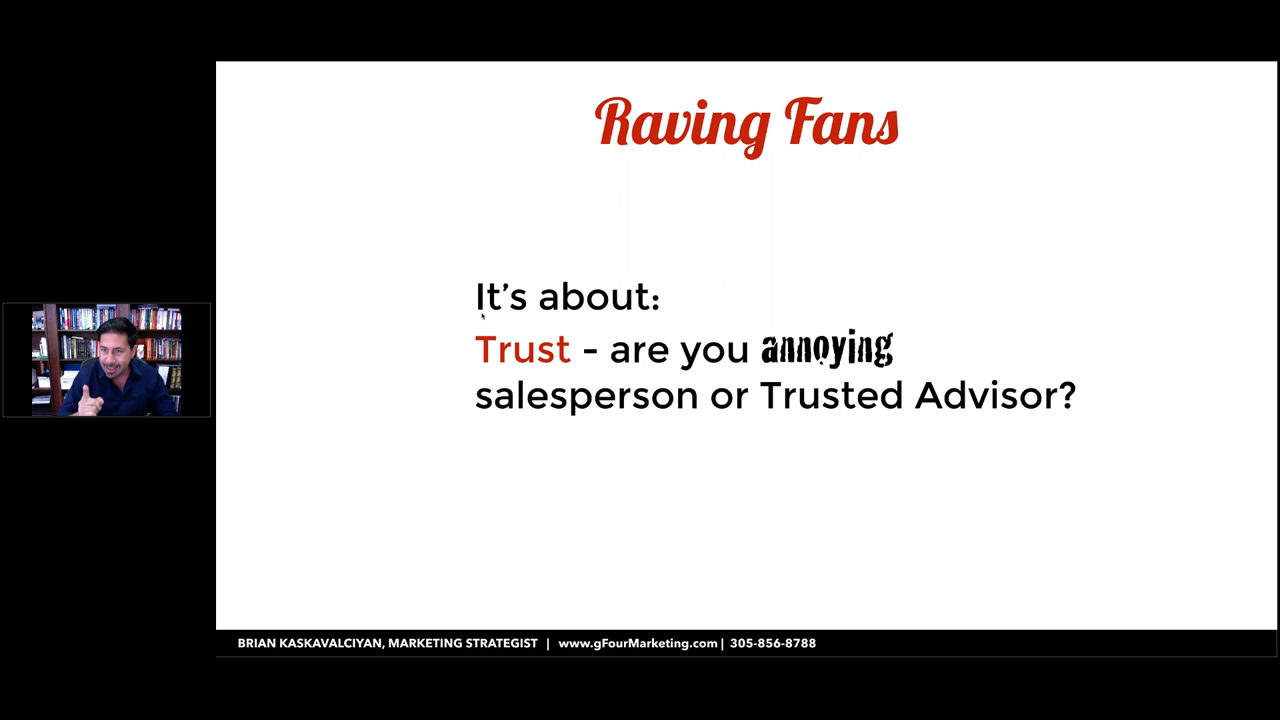 Raving Fans
It's about:
Trust - are you annoying
salesperson or Trusted Advisor?
BRIAN KASKAVALCIYAN, MARKETING STRATEGIST | www.gFourMarketing.com | 305-856-8788